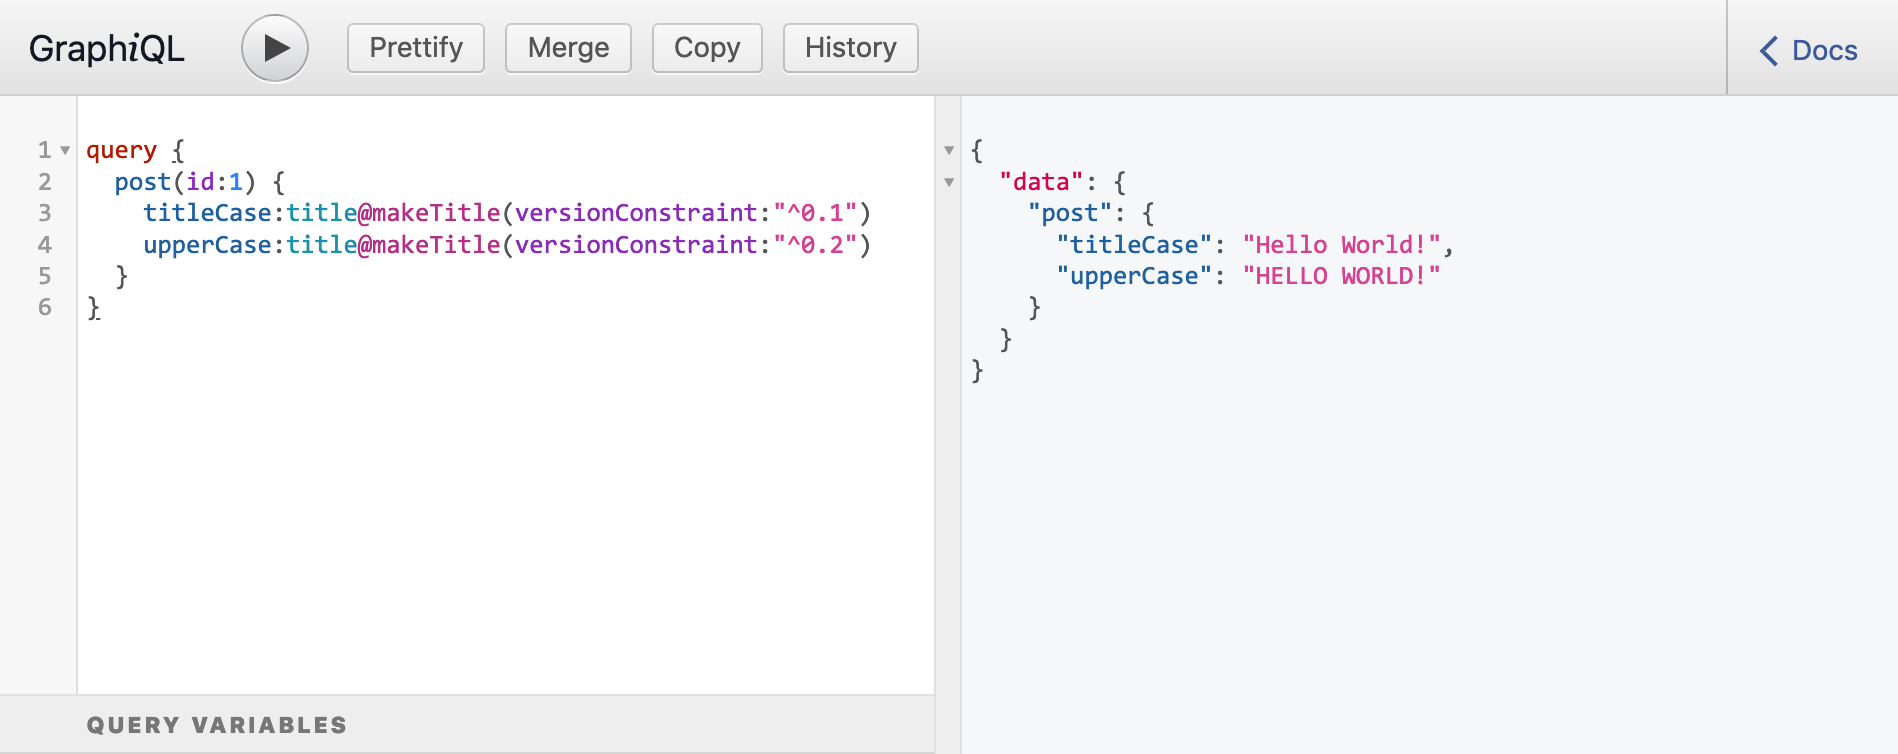 GraphiQL Prettify Merge Copy History Docs
1 query {
2 post(id:1) {
3 titleCase:title@makeTitle(versionConstraint:"^0.1")
4 upperCase:title@makeTitle(versionConstraint:"^0.2")
5 }
6 }
QUERY VARIABLES
{
"data": {
"post": {
"titleCase": "Hello World!",
"upperCase": "HELLO WORLD!"
}
}
}